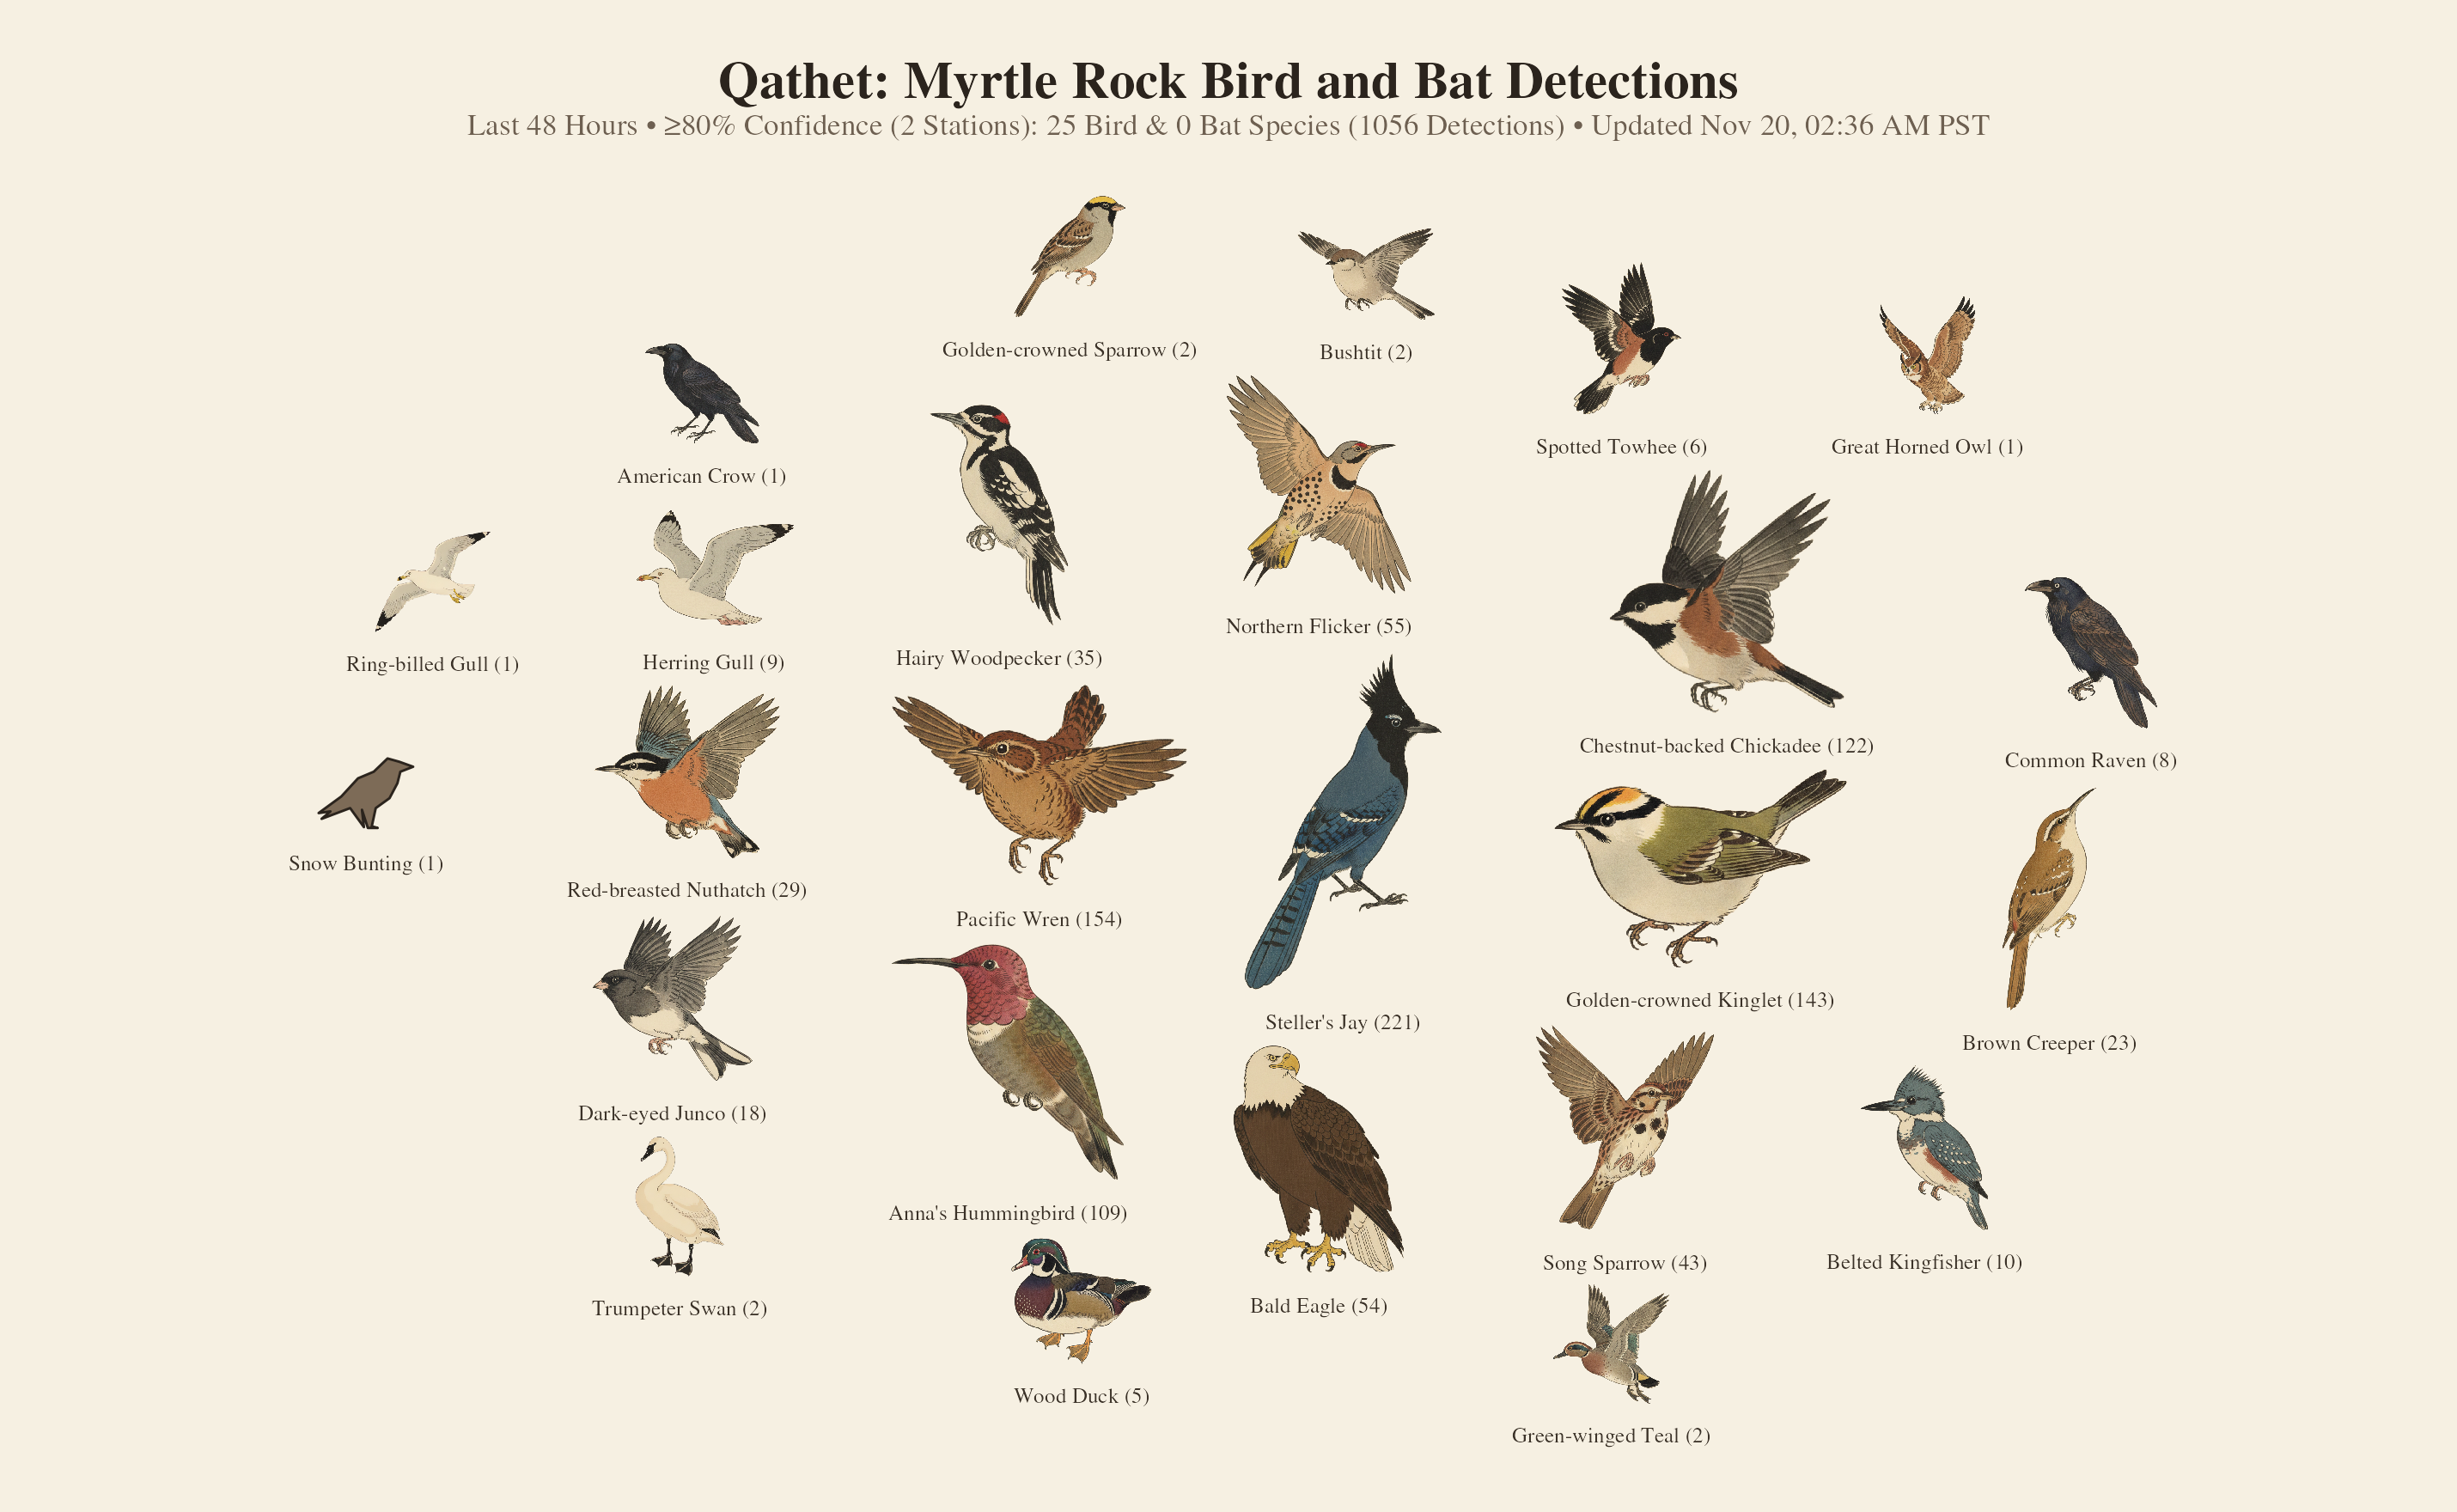 Qathet: Myrtle Rock Bird and Bat Detections
Last 48 Hours • ≥80% Confidence (2 Stations): 25 Bird & 0 Bat Species (1056 Detections) • Updated Nov 20, 02:36 AM PST
Golden-crowned Sparrow (2)
Bushtit (2)
Spotted Towhee (6)
Great Horned Owl (1)
American Crow (1)
Northern Flicker (55)
Hairy Woodpecker (35)
Herring Gull (9)
Ring-billed Gull (1)
Chestnut-backed Chickadee (122)
Common Raven (8)
Snow Bunting (1)
Red-breasted Nuthatch (29)
Pacific Wren (154)
Golden-crowned Kinglet (143)
Steller's Jay (221)
Brown Creeper (23)
Dark-eyed Junco (18)
Anna's Hummingbird (109)
Song Sparrow (43)
Belted Kingfisher (10)
Bald Eagle (54)
Trumpeter Swan (2)
Wood Duck (5)
Green-winged Teal (2)